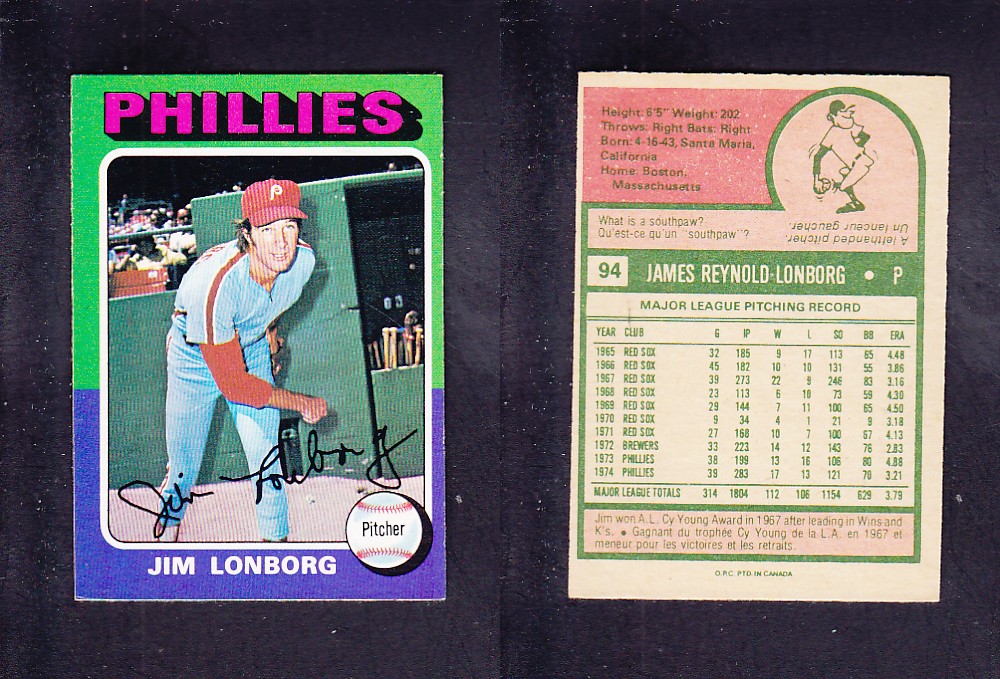 PHILLIES
P
Jim Lonborg
Pitcher
JIM LONBORG
Height: 6'5" Weight: 202
Throws: Right Bats: Right
Born: 4-16-43, Santa Maria,
California
Home: Boston,
Massachusetts
What is a southpaw?
Qu'est-ce qu'un "southpaw"?
A lefthanded pitcher.
Un lanceur gaucher.
94 JAMES REYNOLD-LONBORG • P
MAJOR LEAGUE PITCHING RECORD
YEAR CLUB G IP W L SO BB ERA
1965 RED SOX 32 185 9 17 113 65 4.48
1966 RED SOX 45 182 10 10 131 55 3.86
1967 RED SOX 39 273 22 9 246 83 3.16
1968 RED SOX 23 113 6 10 73 59 4.30
1969 RED SOX 29 144 7 11 100 65 4.50
1970 RED SOX 9 34 4 1 21 9 3.18
1971 RED SOX 27 168 10 7 100 67 4.13
1972 BREWERS 33 223 14 12 143 76 2.83
1973 PHILLIES 38 199 13 16 106 80 4.88
1974 PHILLIES 39 283 17 13 121 70 3.21
MAJOR LEAGUE TOTALS 314 1804 112 106 1154 629 3.79
Jim won A.L. Cy Young Award in 1967 after leading in Wins and
K's. • Gagnant du trophée Cy Young de la L.A. en 1967 et
meneur pour les victoires et les retraits.
O.P.C. PTD. IN CANADA